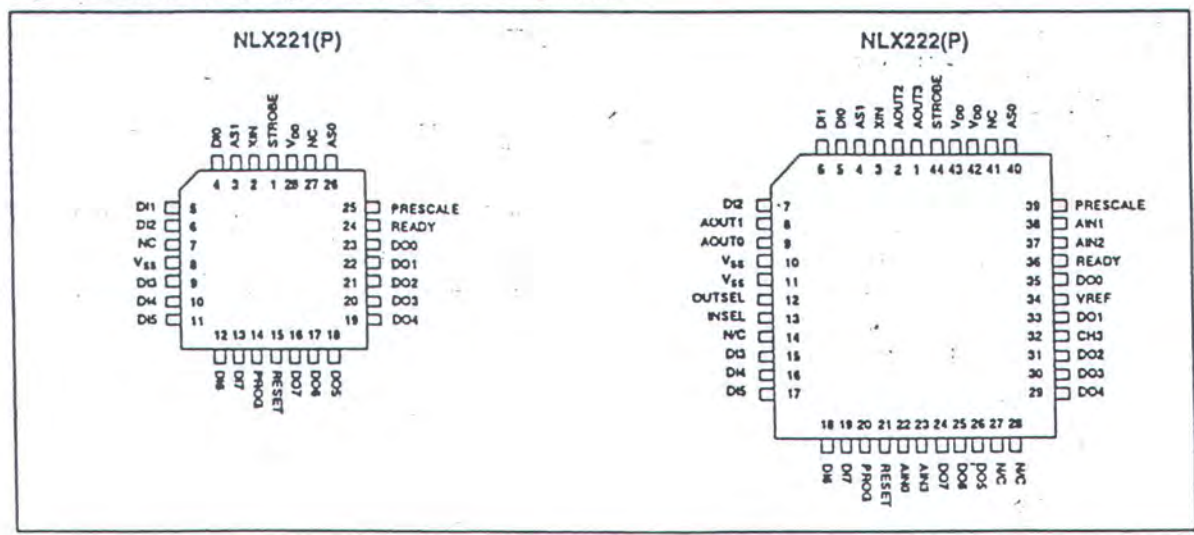 NLX221(P)
DI0 AS1 XIN STROBE VDD NC AS0
4 3 2 1 28 27 26
DI1 5
DI2 6
NC 7
VSS 8
DI3 9
DI4 10
DI5 11
25 PRESCALE
24 READY
23 DO0
22 DO1
21 DO2
20 DO3
19 DO4
12 13 14 15 16 17 18
DI6 DI7 PROG RESET DO7 DO6 DO5
NLX222(P)
DI1 DI0 AS1 XIN AOUT2 AOUT3 STROBE VDD VDD NC AS0
6 5 4 3 2 1 44 43 42 41 40
DI2 7
AOUT1 8
AOUT0 9
VSS 10
VSS 11
OUTSEL 12
INSEL 13
N/C 14
DI3 15
DI4 16
DI5 17
39 PRESCALE
38 AIN1
37 AIN2
36 READY
35 DO0
34 VREF
33 DO1
32 CH3
31 DO2
30 DO3
29 DO4
18 19 20 21 22 23 24 25 26 27 28
DI6 DI7 PROG RESET AIN0 AIN3 DO7 DO6 DO5 N/C N/C